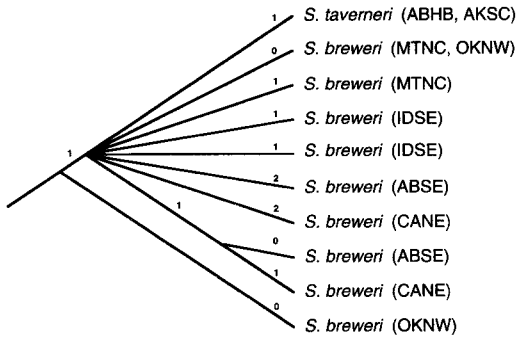 1 S. taverneri (ABHB, AKSC)
0 S. breweri (MTNC, OKNW)
1 S. breweri (MTNC)
1 S. breweri (IDSE)
1 1 S. breweri (IDSE)
2 S. breweri (ABSE)
2 S. breweri (CANE)
1 0 S. breweri (ABSE)
1 S. breweri (CANE)
0 S. breweri (OKNW)